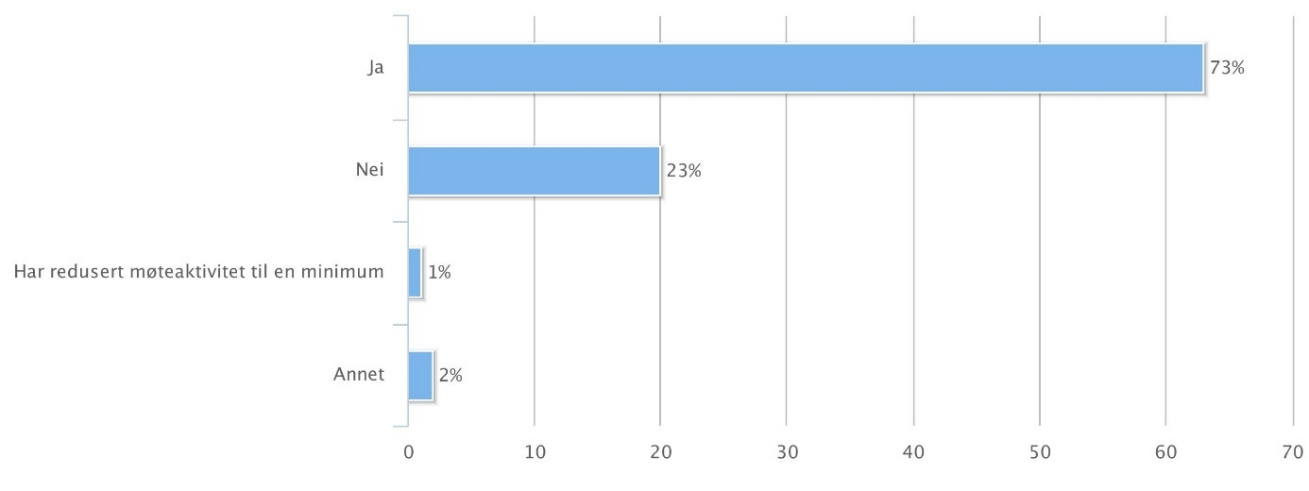 Ja
73%
Nei
23%
Har redusert møteaktivitet til en minimum
1%
Annet
2%
0 10 20 30 40 50 60 70